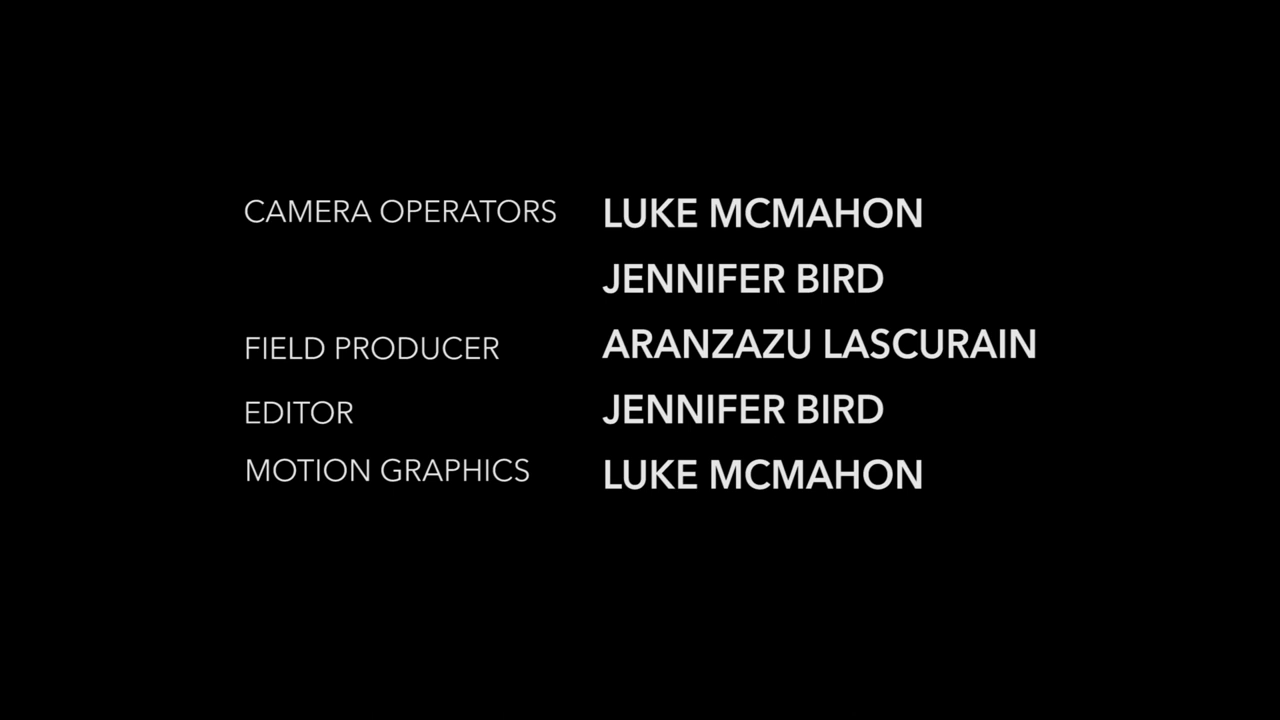 CAMERA OPERATORS LUKE MCMAHON
JENNIFER BIRD
FIELD PRODUCER ARANZAZU LASCURAIN
EDITOR JENNIFER BIRD
MOTION GRAPHICS LUKE MCMAHON